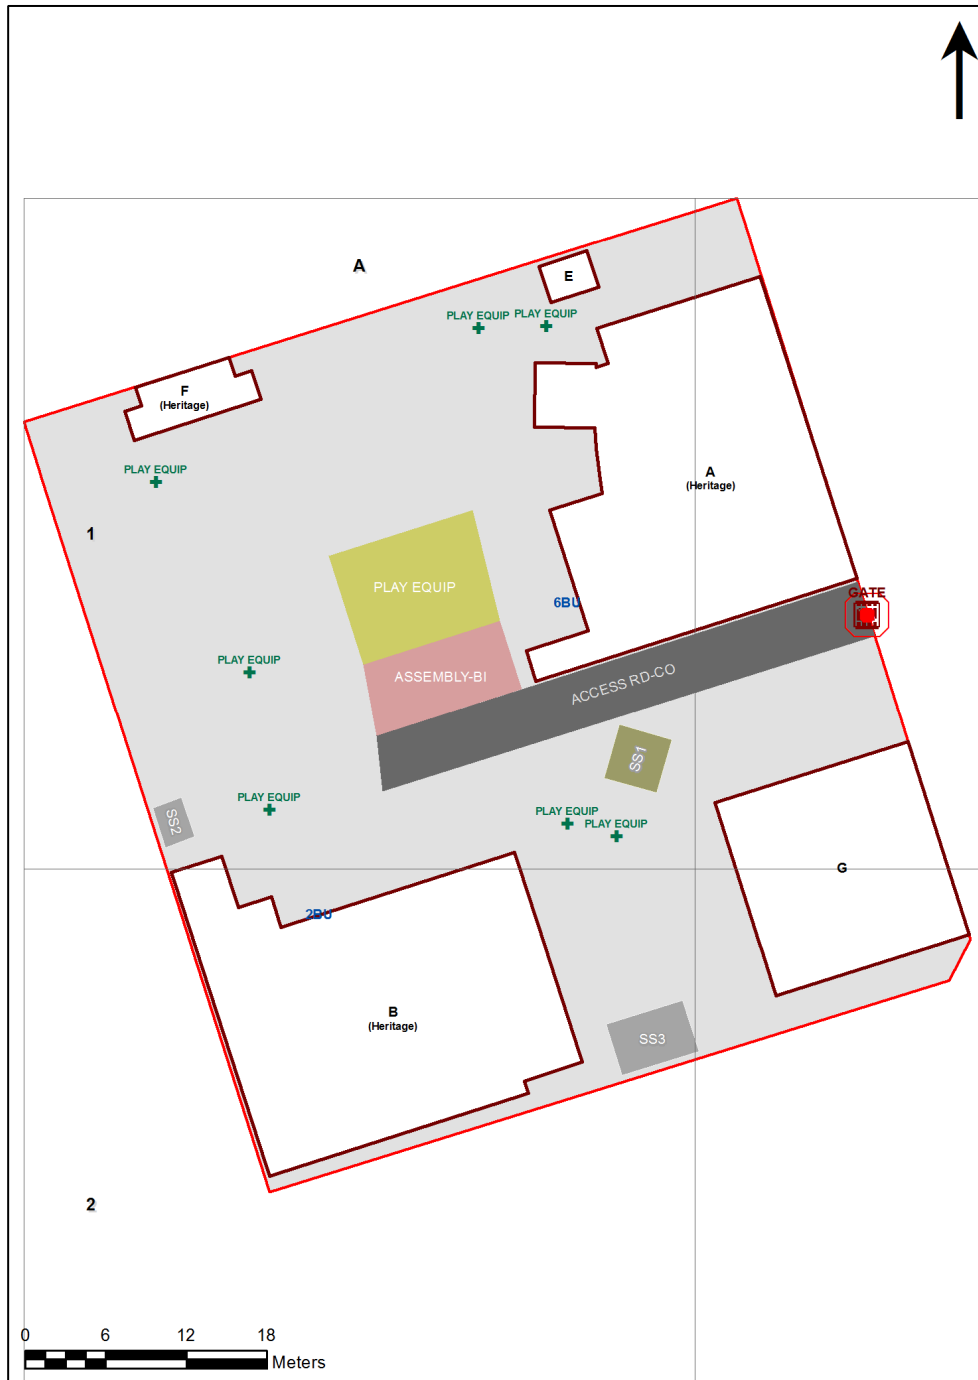 A
E
PLAY EQUIP
PLAY EQUIP
F
(Heritage)
PLAY EQUIP
A
(Heritage)
1
PLAY EQUIP
6BU
GATE
PLAY EQUIP
ASSEMBLY-BI
ACCESS RD-CO
SS1
PLAY EQUIP
SS2
PLAY EQUIP
PLAY EQUIP
G
2BU
B
(Heritage)
SS3
2
0 6 12 18
Meters